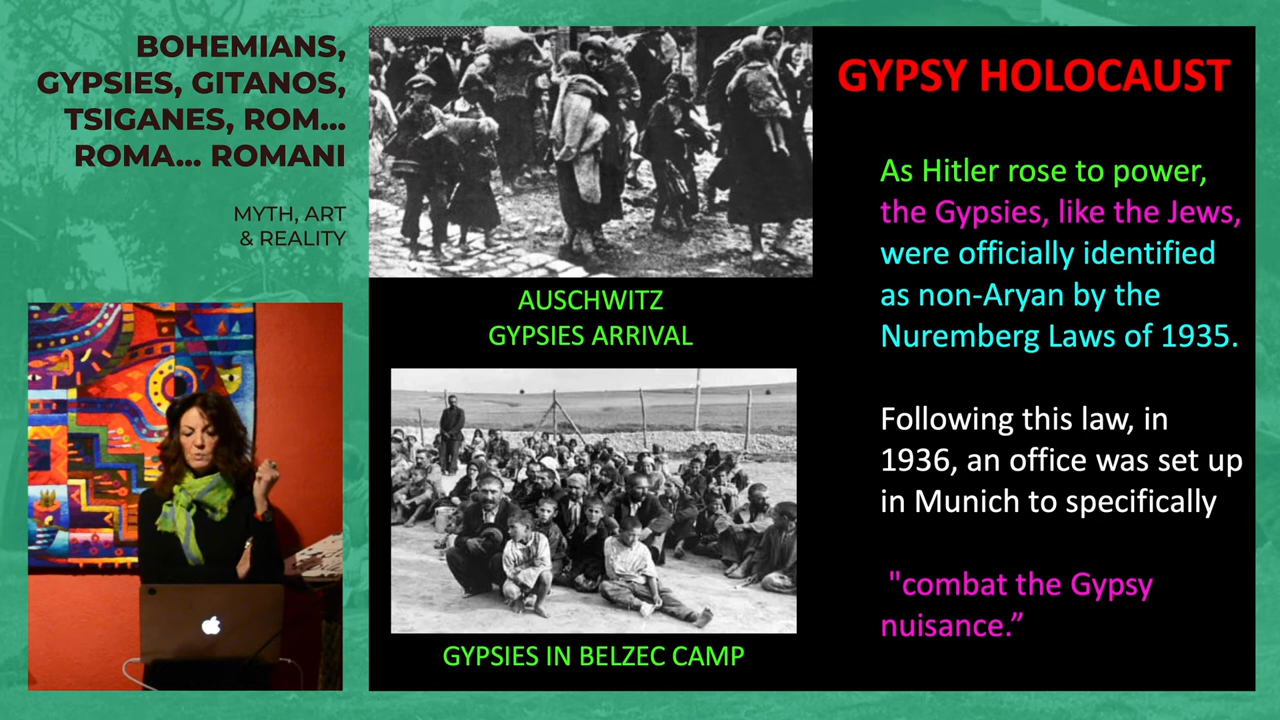 BOHEMIANS,
GYPSIES, GITANOS,
TSIGANES, ROM...
ROMA... ROMANI
MYTH, ART
& REALITY
AUSCHWITZ
GYPSIES ARRIVAL
GYPSIES IN BELZEC CAMP
GYPSY HOLOCAUST
As Hitler rose to power,
the Gypsies, like the Jews,
were officially identified
as non-Aryan by the
Nuremberg Laws of 1935.
Following this law, in
1936, an office was set up
in Munich to specifically
"combat the Gypsy
nuisance.”